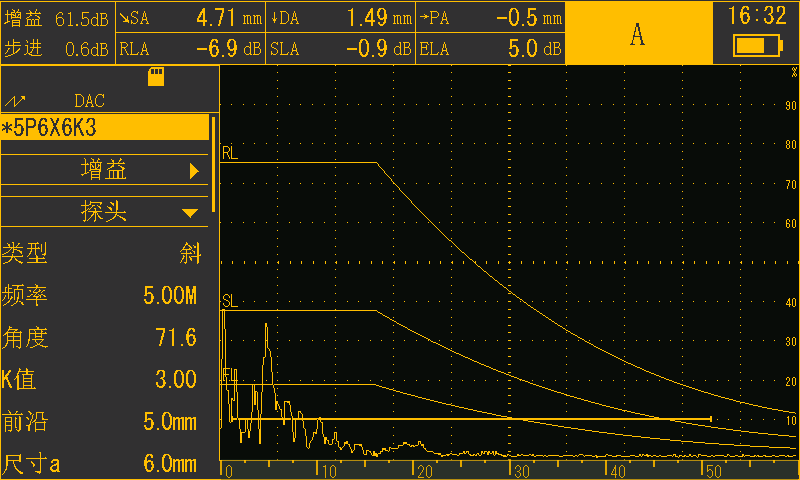 增益 61.5dB ↘SA 4.71 mm ↓DA 1.49 mm →PA -0.5 mm A 16:32
步进 0.6dB RLA -6.9 dB SLA -0.9 dB ELA 5.0 dB
DAC
*5P6X6K3
增益
探头
类型 斜
频率 5.00M
角度 71.6
K值 3.00
前沿 5.0mm
尺寸a 6.0mm
%
90
80
RL
70
60
50
40
SL
30
20
EL
10
0 10 20 30 40 50